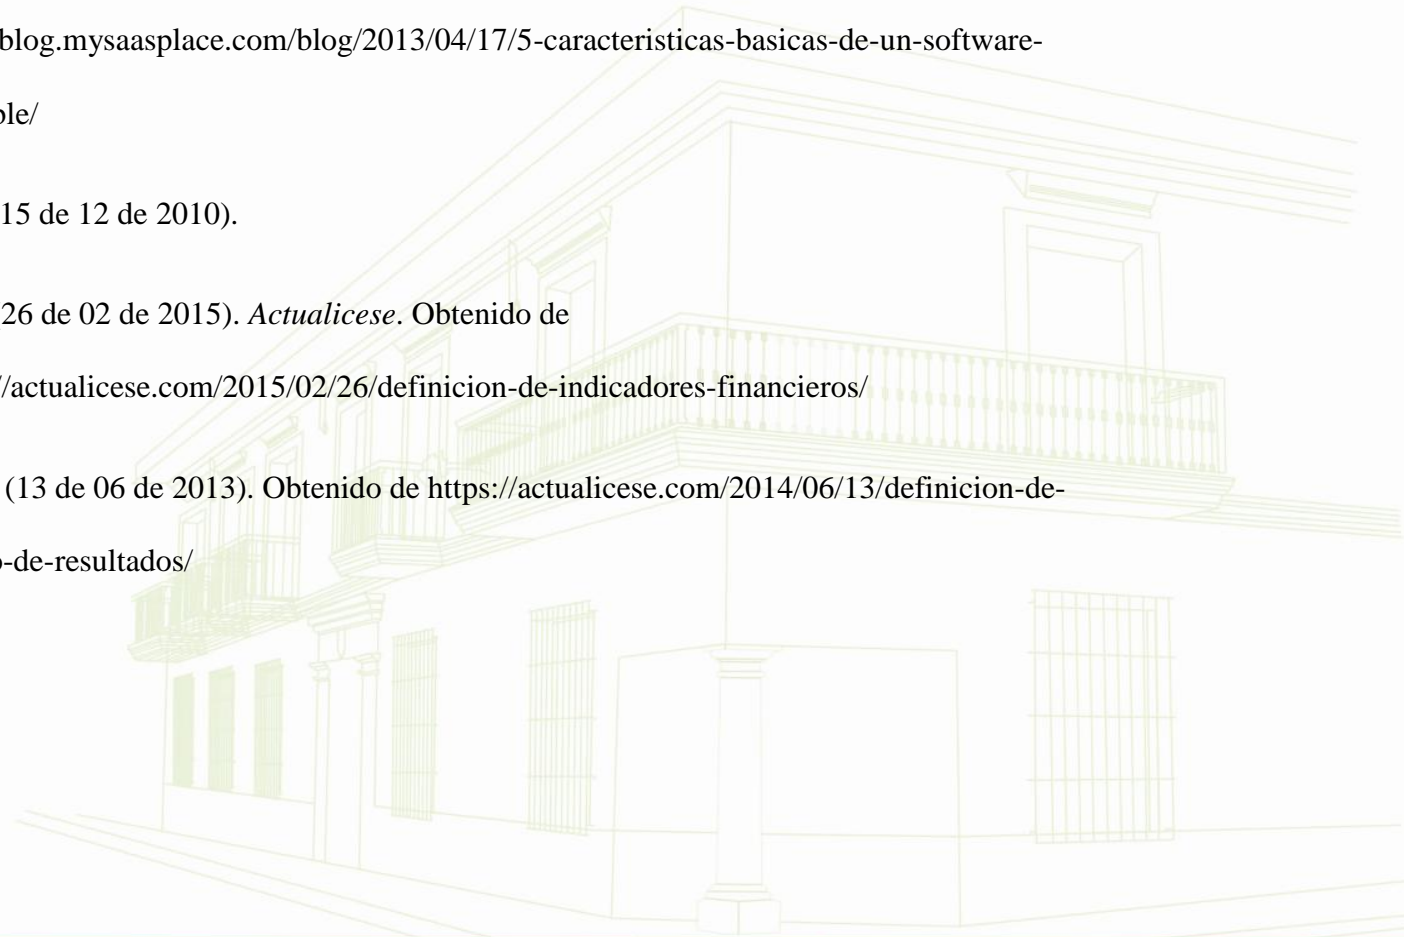 blog.mysaasplace.com/blog/2013/04/17/5-caracteristicas-basicas-de-un-software-
ble/
15 de 12 de 2010).
26 de 02 de 2015). Actualicese. Obtenido de
//actualicese.com/2015/02/26/definicion-de-indicadores-financieros/
(13 de 06 de 2013). Obtenido de https://actualicese.com/2014/06/13/definicion-de-
o-de-resultados/